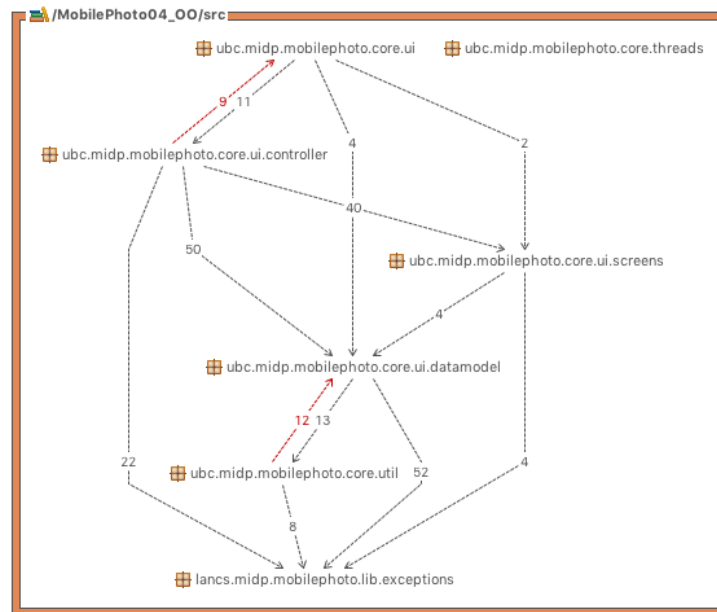 /MobilePhoto04_OO/src
ubc.midp.mobilephoto.core.ui
ubc.midp.mobilephoto.core.threads
9
11
4
2
ubc.midp.mobilephoto.core.ui.controller
40
50
ubc.midp.mobilephoto.core.ui.screens
4
ubc.midp.mobilephoto.core.ui.datamodel
12
13
22
ubc.midp.mobilephoto.core.util
52
4
8
lancs.midp.mobilephoto.lib.exceptions